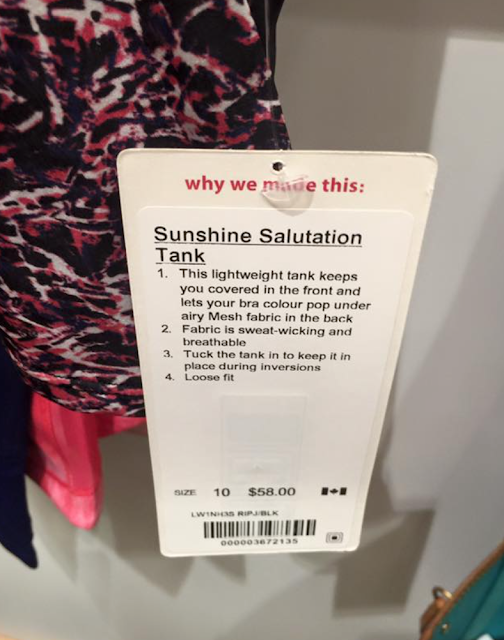 why we made this:
Sunshine Salutation
Tank
1. This lightweight tank keeps
you covered in the front and
lets your bra colour pop under
airy Mesh fabric in the back
2. Fabric is sweat-wicking and
breathable
3. Tuck the tank in to keep it in
place during inversions
4. Loose fit
SIZE 10 $58.00
LW1NH3S RIPJ/BLK
000003672135